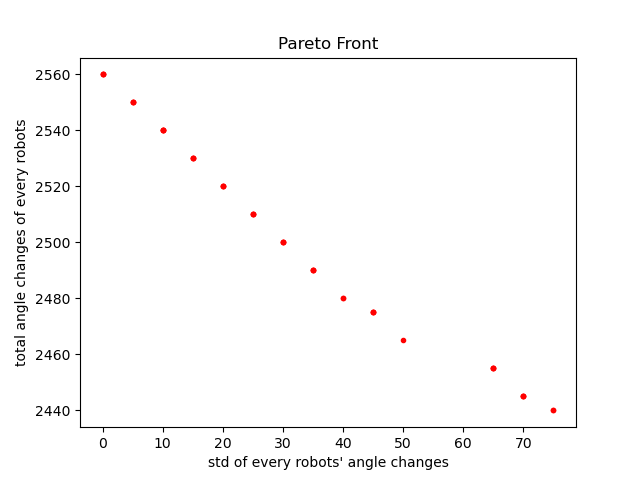 Pareto Front
total angle changes of every robots
2560
2540
2520
2500
2480
2460
2440
0 10 20 30 40 50 60 70
std of every robots' angle changes